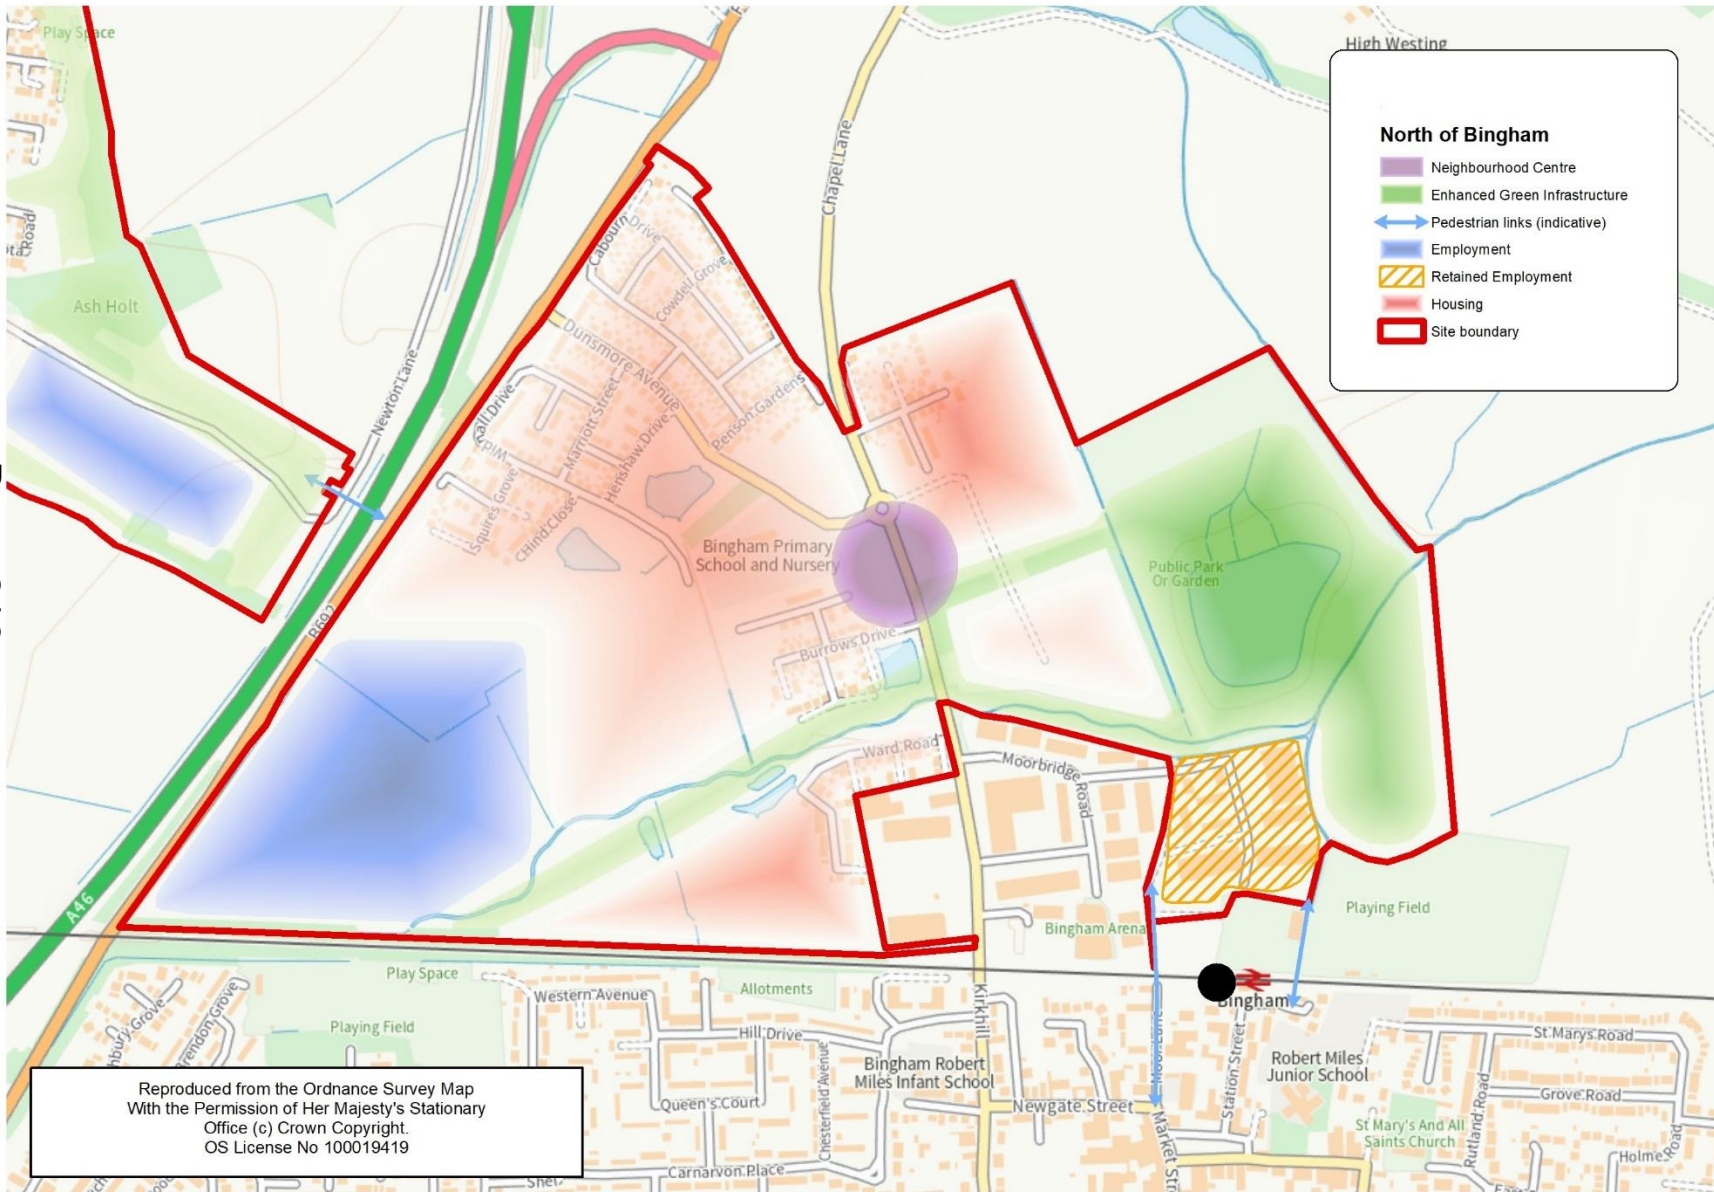 Play Space
High Westing
North of Bingham
Neighbourhood Centre
Enhanced Green Infrastructure
Pedestrian links (indicative)
Employment
Retained Employment
Housing
Site boundary
Chapel Lane
Cabourn
Drive
Cowdell Grove
Ash Holt
Newton Lane
Dunsmore Avenue
Marriott Street
Henshaw Drive
Penson Gardens
Squires Grove
Hind Close
Bingham Primary
School and Nursery
Public Park
Or Garden
Burrows Drive
Ward Road
Moorbridge
Road
A46
Bingham Arena
Playing Field
Play Space
Allotments
Bingham
Western Avenue
Kirkhill
Playing Field
Hill Drive
Station Street
St Marys Road
Bingham Robert
Miles Infant School
Robert Miles
Junior School
Chesterfield Avenue
Queen's Court
Newgate Street
Grove Road
Rutland Road
St Mary's And All
Saints Church
Holme Road
Carnarvon Place
Reproduced from the Ordnance Survey Map
With the Permission of Her Majesty's Stationary
Office (c) Crown Copyright.
OS License No 100019419